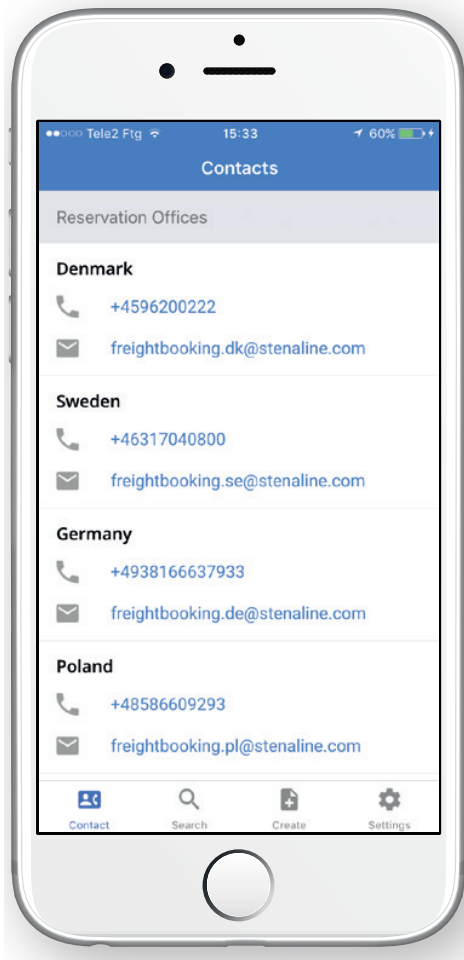 Tele2 Ftg 15:33 60%
Contacts
Reservation Offices
Denmark
+4596200222
freightbooking.dk@stenaline.com
Sweden
+46317040800
freightbooking.se@stenaline.com
Germany
+4938166637933
freightbooking.de@stenaline.com
Poland
+48586609293
freightbooking.pl@stenaline.com
Contact Search Create Settings